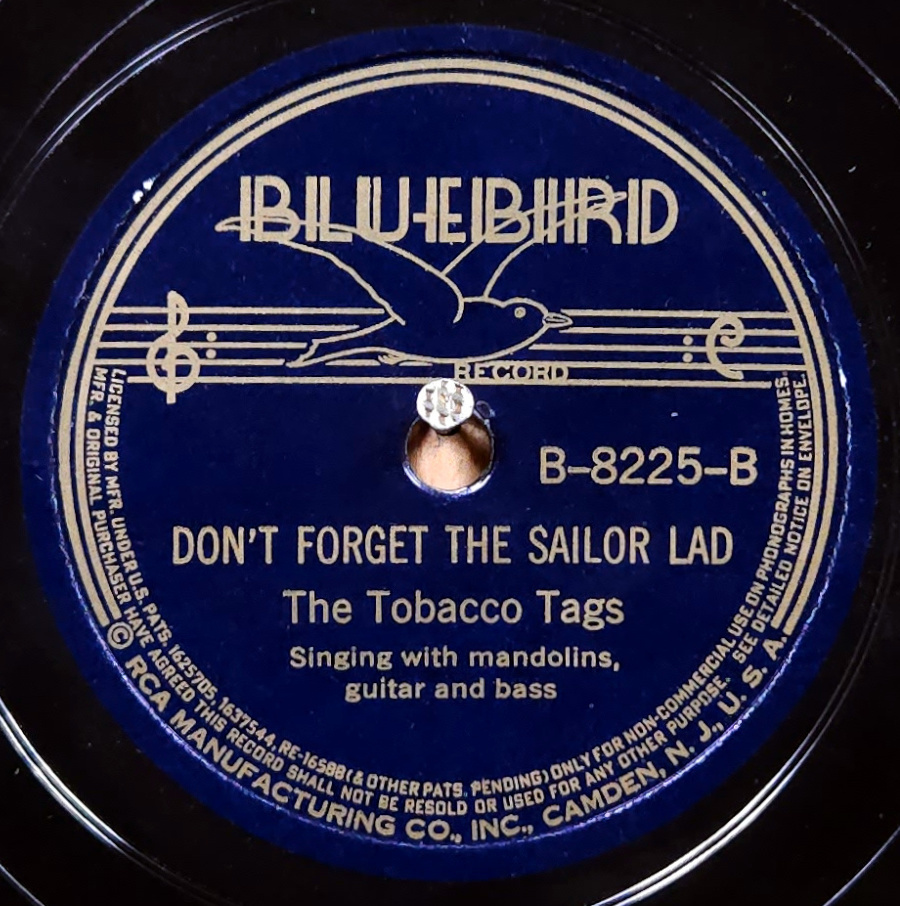 BLUEBIRD
RECORD
B-8225-B
DON'T FORGET THE SAILOR LAD
The Tobacco Tags
Singing with mandolins,
guitar and bass
LICENSED BY MFR. UNDER U.S. PATS. 1625705, 1637544, RE-16588 (& OTHER PATS. PENDING) ONLY FOR NON-COMMERCIAL USE ON PHONOGRAPHS IN HOMES.
MFR. & ORIGINAL PURCHASER HAVE AGREED THIS RECORD SHALL NOT BE RESOLD OR USED FOR ANY OTHER PURPOSE. SEE DETAILED NOTICE ON ENVELOPE.
© RCA MANUFACTURING CO., INC., CAMDEN, N. J., U. S. A.